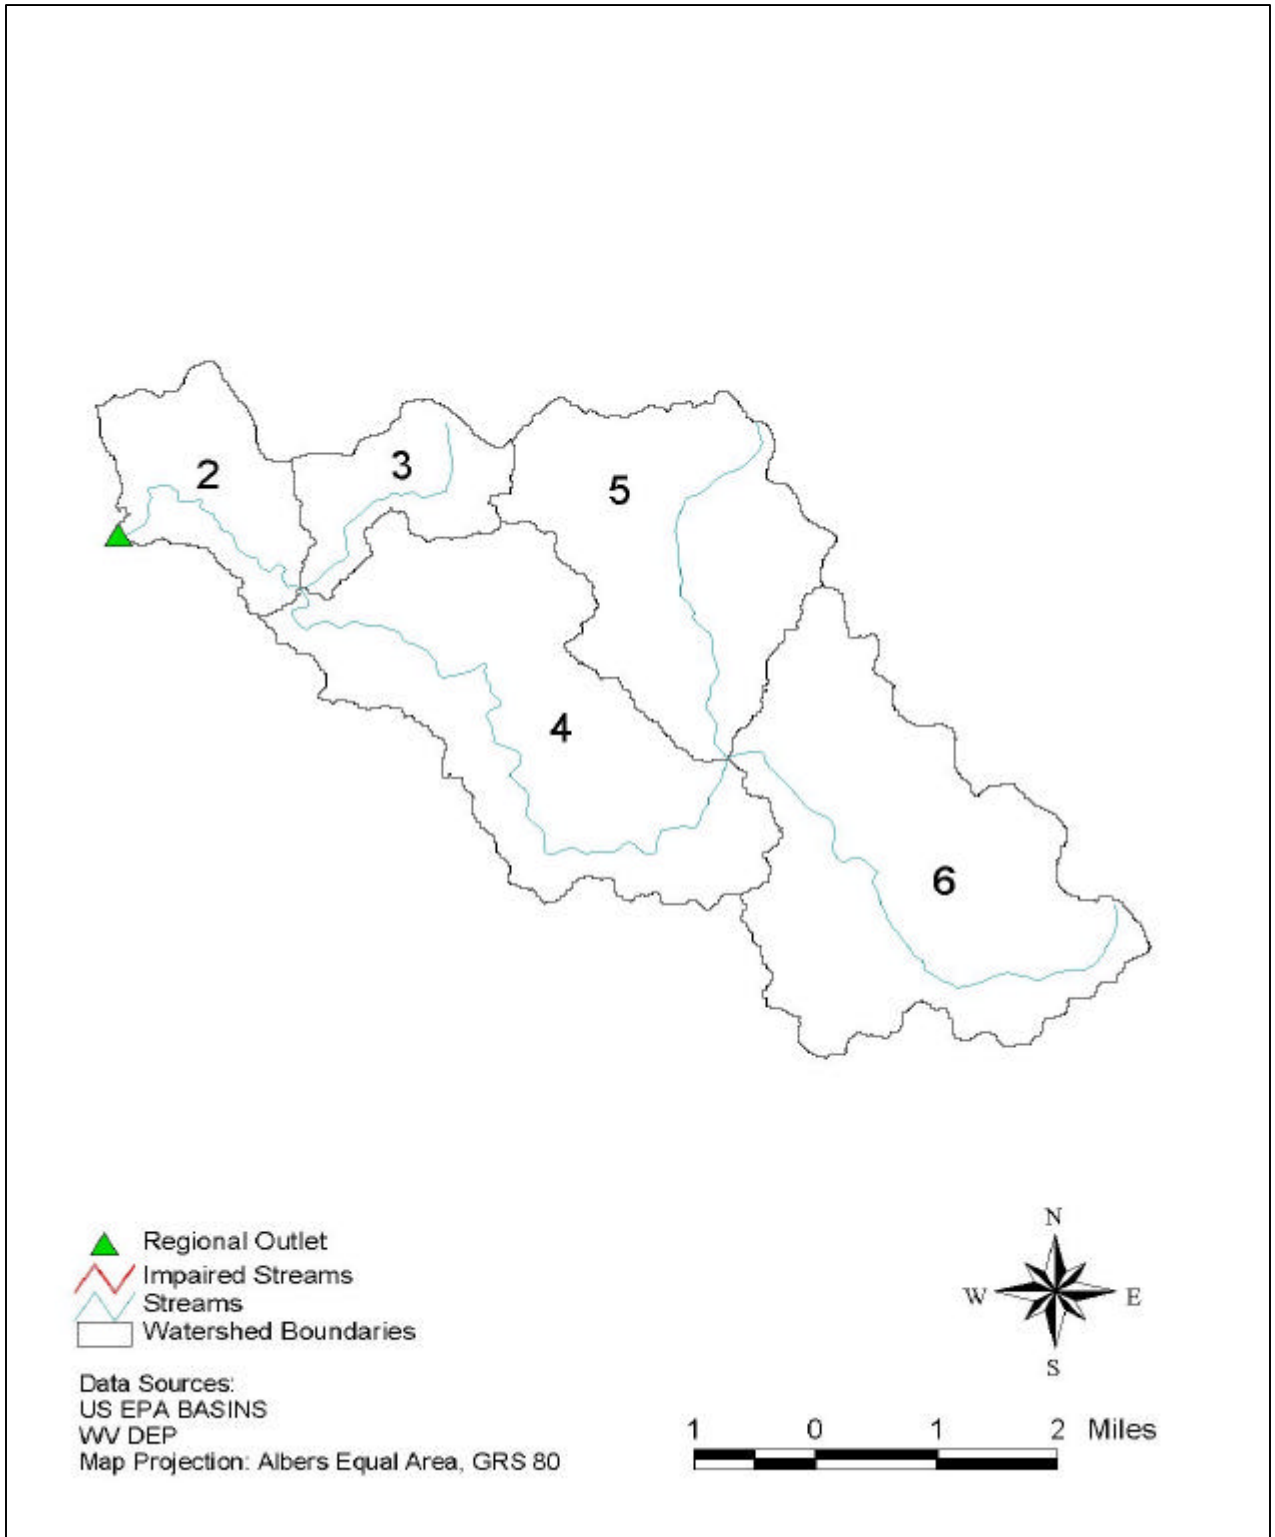 2
3
5
4
6
Regional Outlet
Impaired Streams
Streams
Watershed Boundaries
Data Sources:
US EPA BASINS
WV DEP
Map Projection: Albers Equal Area, GRS 80
N
W E
S
1 0 1 2 Miles